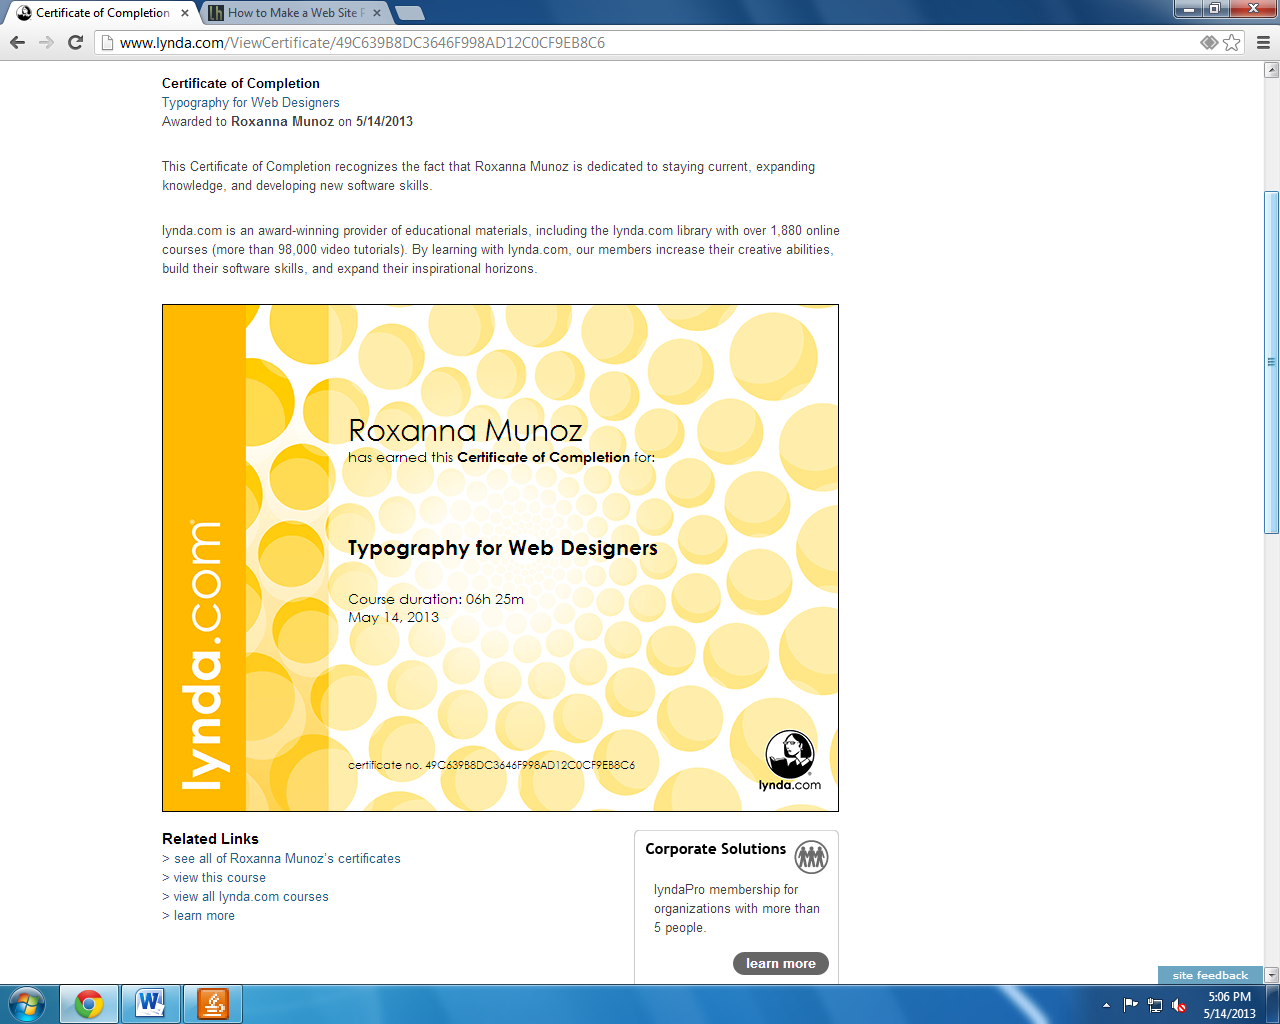 Certificate of Completion
How to Make a Web Site
www.lynda.com/ViewCertificate/49C639B8DC3646F998AD12C0CF9EB8C6
Certificate of Completion
Typography for Web Designers
Awarded to Roxanna Munoz on 5/14/2013
This Certificate of Completion recognizes the fact that Roxanna Munoz is dedicated to staying current, expanding
knowledge, and developing new software skills.
lynda.com is an award-winning provider of educational materials, including the lynda.com library with over 1,880 online
courses (more than 98,000 video tutorials). By learning with lynda.com, our members increase their creative abilities,
build their software skills, and expand their inspirational horizons.
lynda.com
Roxanna Munoz
has earned this Certificate of Completion for:
Typography for Web Designers
Course duration: 06h 25m
May 14, 2013
certificate no. 49C639B8DC3646F998AD12C0CF9EB8C6
lynda.com
Related Links
> see all of Roxanna Munoz's certificates
> view this course
> view all lynda.com courses
> learn more
Corporate Solutions
lyndaPro membership for
organizations with more than
5 people.
learn more
site feedback
5:06 PM
5/14/2013